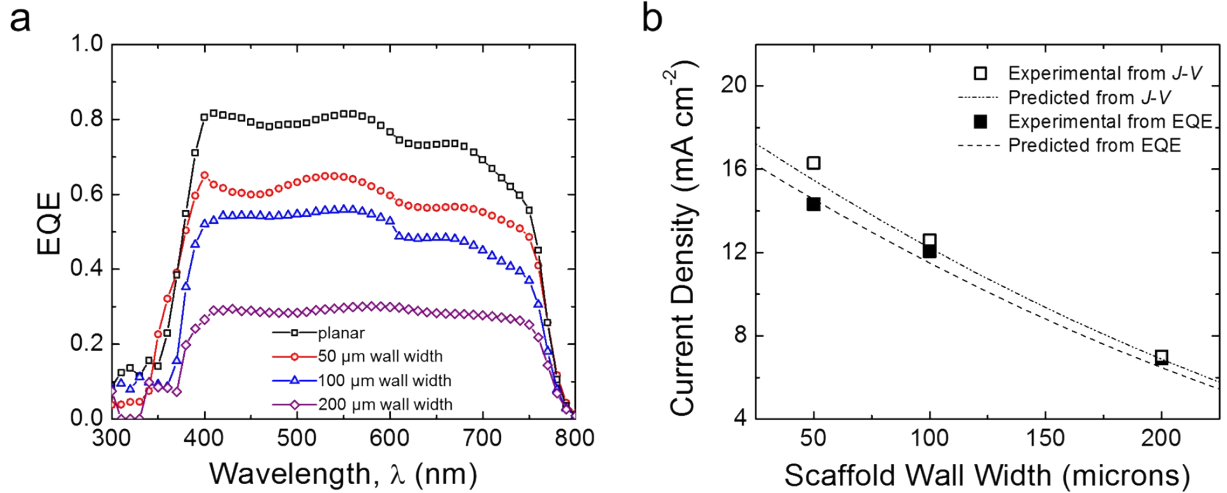 a
EQE
1.0
0.8
0.6
0.4
0.2
0.0
planar
50 μm wall width
100 μm wall width
200 μm wall width
300 400 500 600 700 800
Wavelength, λ (nm)
b
Current Density (mA cm-2)
20
16
12
8
4
Experimental from J-V
Predicted from J-V
Experimental from EQE
Predicted from EQE
50 100 150 200
Scaffold Wall Width (microns)